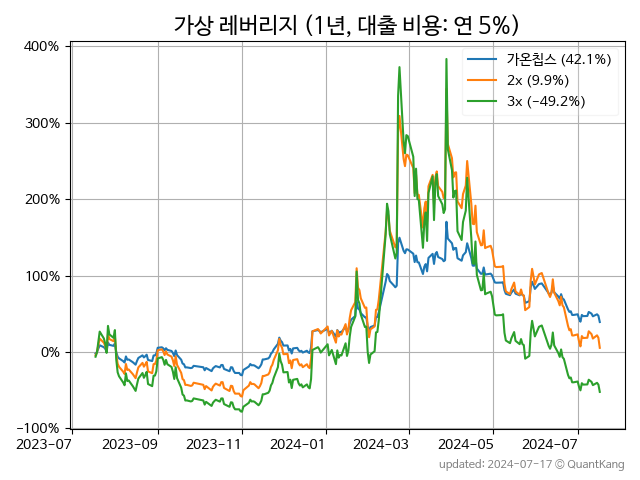 가상 레버리지 (1년, 대출 비용: 연 5%)
400%
300%
200%
100%
0%
−100%
가온칩스 (42.1%)
2x (9.9%)
3x (−49.2%)
2023-07
2023-09
2023-11
2024-01
2024-03
2024-05
2024-07
updated: 2024-07-17 © QuantKang